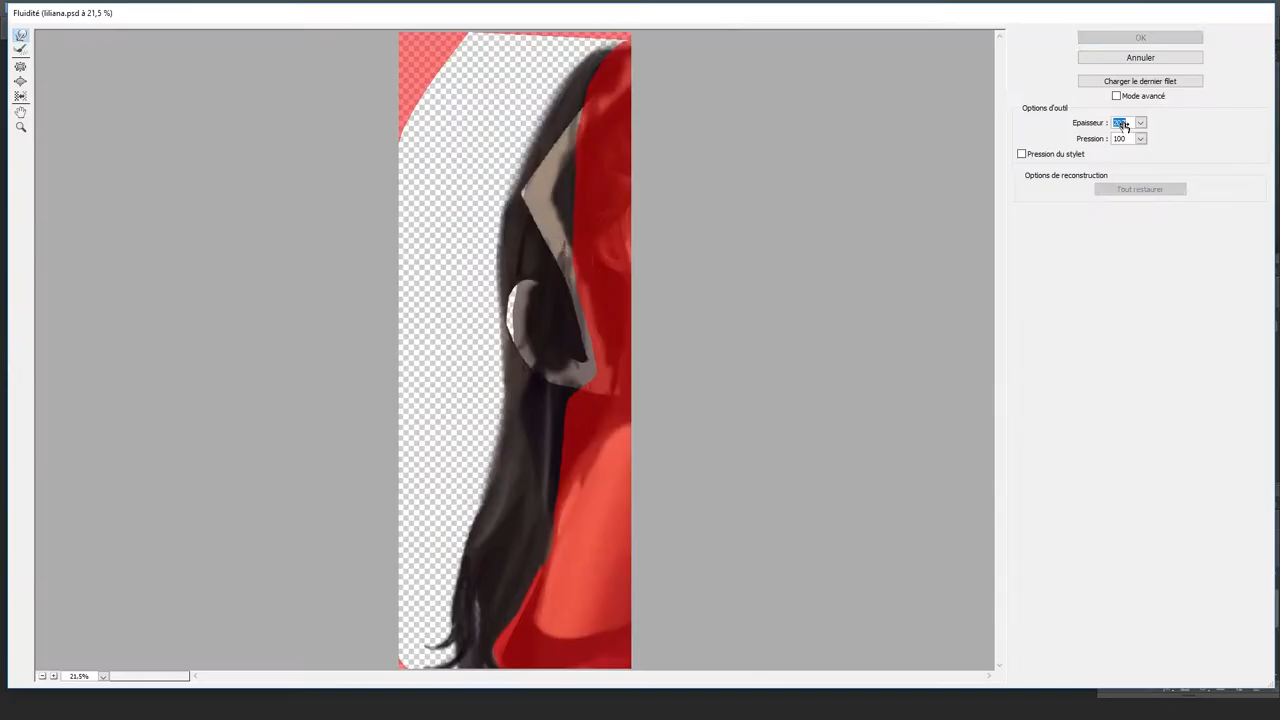 Fluidité (liliana.psd à 21,5 %)
OK
Annuler
Charger le dernier filet
Mode avancé
Options d'outil
Epaisseur :
Pression : 100
Pression du stylet
Options de reconstruction
Tout restaurer
21,5%